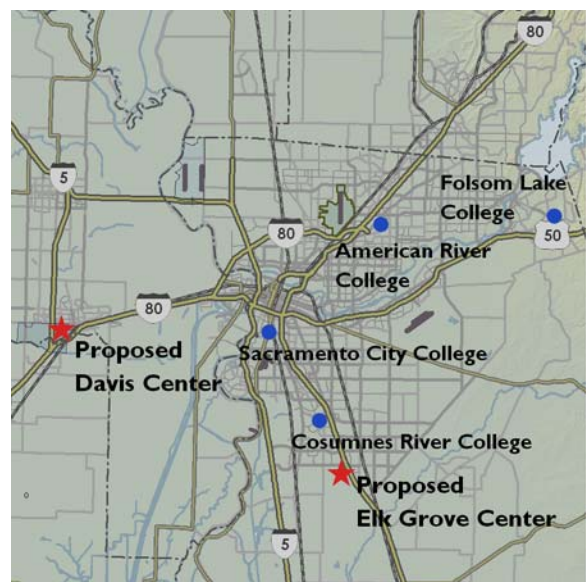 80
5
Folsom Lake
College
80
50
American River
College
80
Proposed
Davis Center
Sacramento City College
Cosumnes River College
Proposed
Elk Grove Center
5